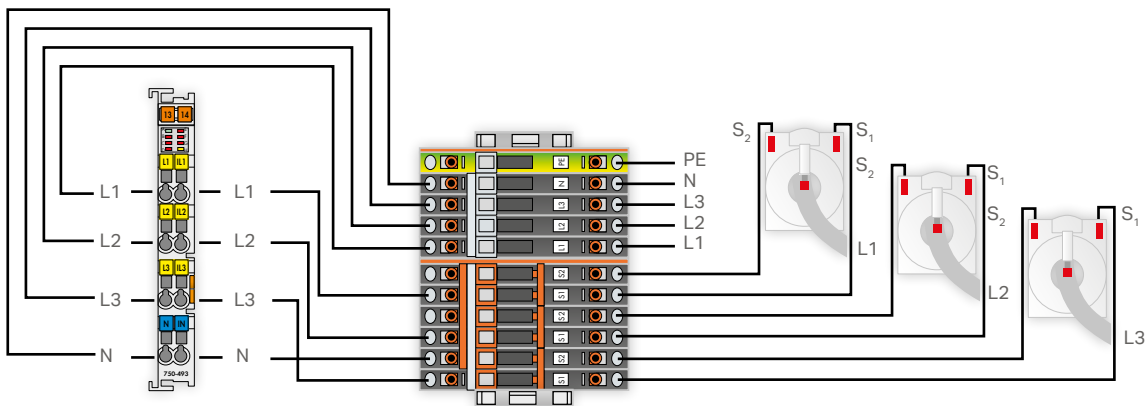 13 14
L1 IL1
L1 L1
L2 IL2
L2 L2
L3 IL3
L3 L3
N IN
N N
750-493
PE PE
N N
L3 L3
L2 L2
L1 L1
S2
S1
S2
S1
S2
S1
S2 S1
S2
L1
S1
S2
L2
S1
L3